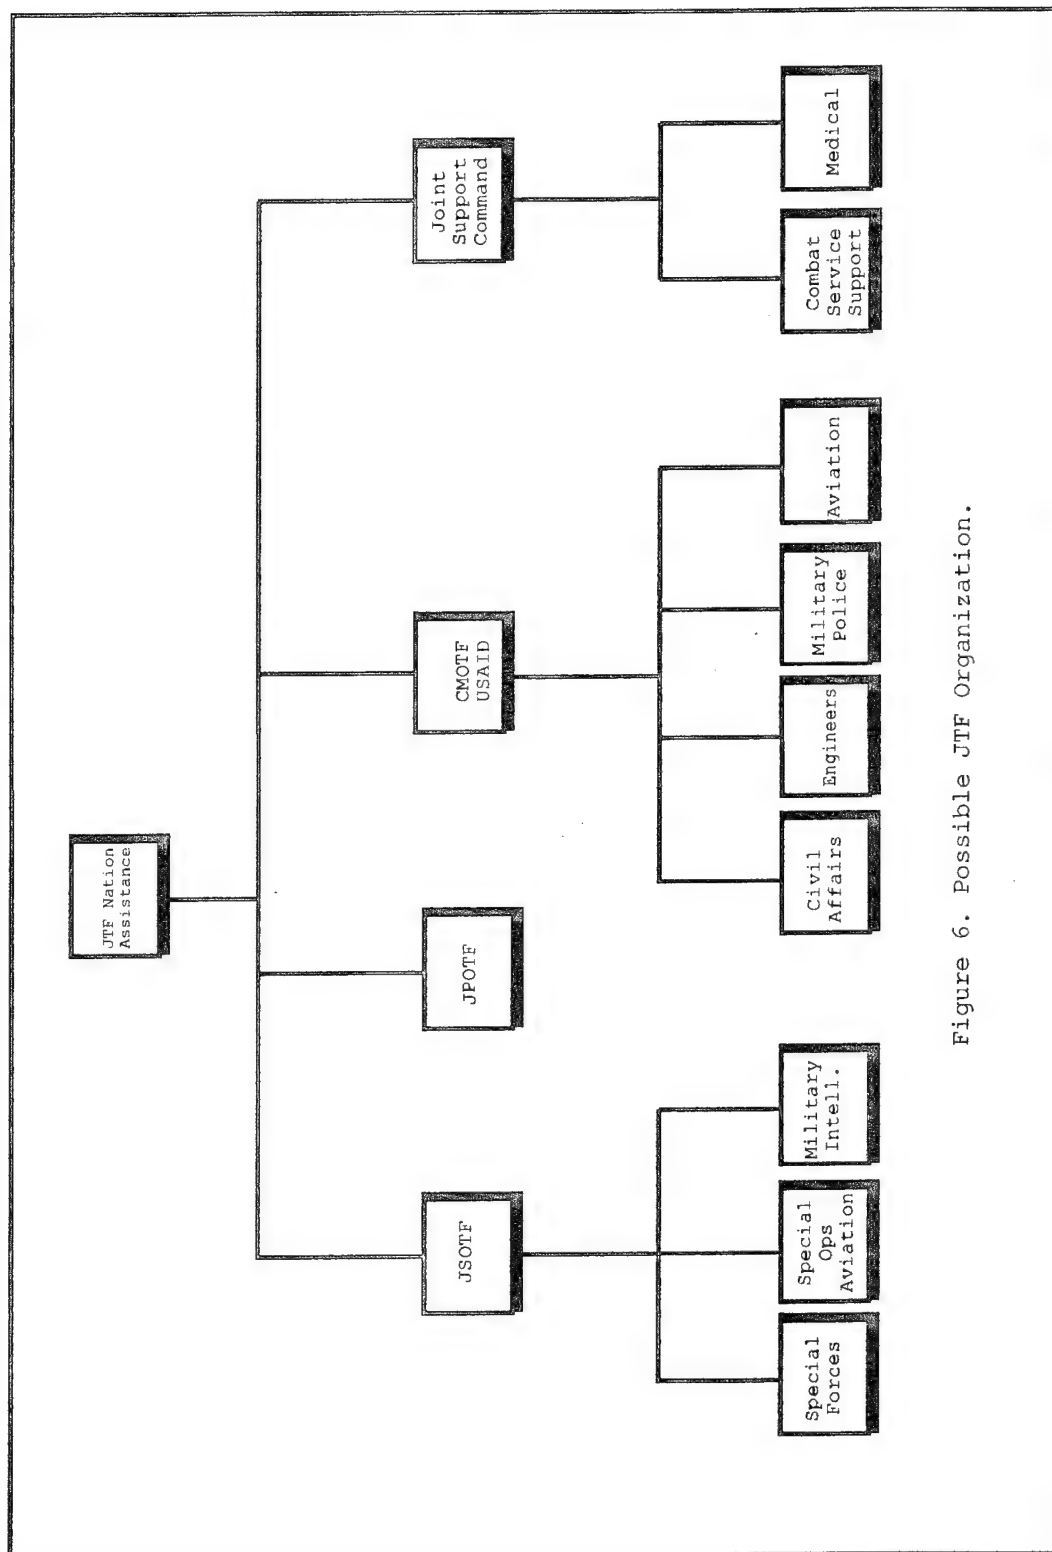 JTF Nation
Assistance
JSOTF
JPOTF
CMOTF
USAID
Joint
Support
Command
Special
Forces
Special
Ops
Aviation
Military
Intell.
Civil
Affairs
Engineers
Military
Police
Aviation
Combat
Service
Support
Medical
Figure 6. Possible JTF Organization.